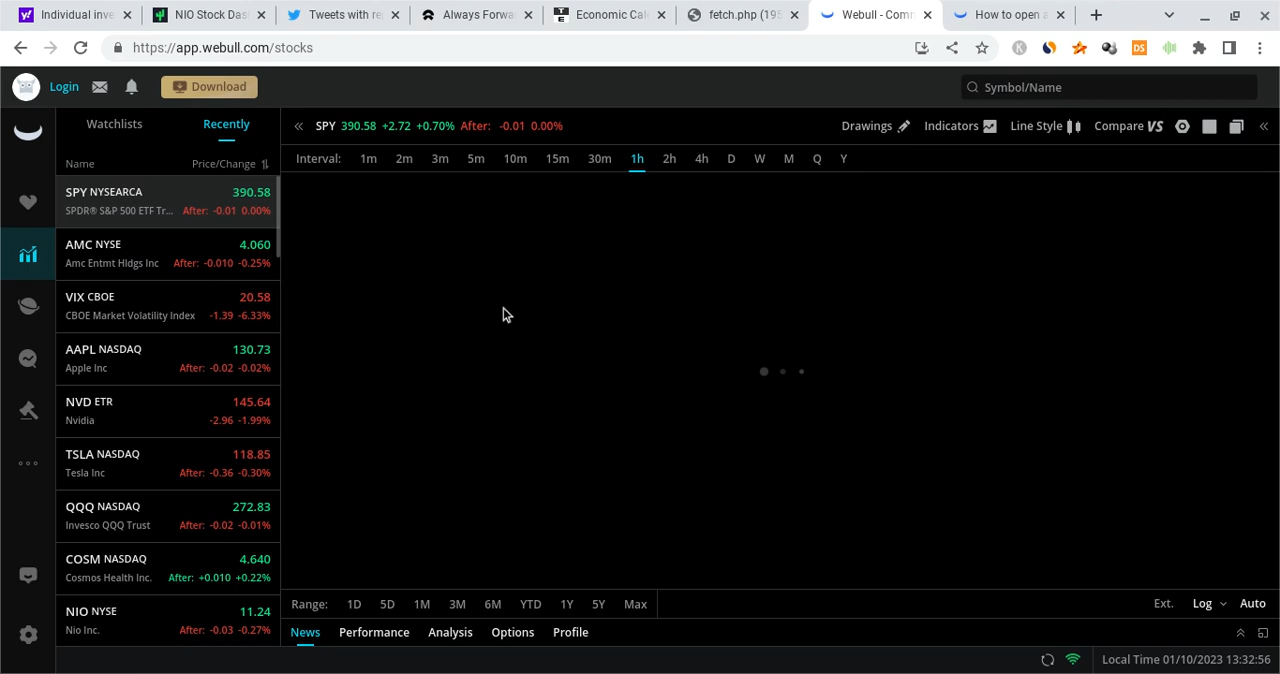 Individual inve
NIO Stock Das
Tweets with re
Always Forwa
Economic Cal
fetch.php (195
Webull - Com
How to open a
https://app.webull.com/stocks
Login
Download
Symbol/Name
Watchlists
Recently
SPY 390.58 +2.72 +0.70% After: -0.01 0.00%
Drawings
Indicators
Line Style
Compare VS
Name
Price/Change
Interval: 1m 2m 3m 5m 10m 15m 30m 1h 2h 4h D W M Q Y
SPY NYSEARCA 390.58
SPDR® S&P 500 ETF Tr... After: -0.01 0.00%
AMC NYSE 4.060
Amc Entmt Hldgs Inc After: -0.010 -0.25%
VIX CBOE 20.58
CBOE Market Volatility Index -1.39 -6.33%
AAPL NASDAQ 130.73
Apple Inc After: -0.02 -0.02%
NVD ETR 145.64
Nvidia -2.96 -1.99%
TSLA NASDAQ 118.85
Tesla Inc After: -0.36 -0.30%
QQQ NASDAQ 272.83
Invesco QQQ Trust After: -0.02 -0.01%
COSM NASDAQ 4.640
Cosmos Health Inc. After: +0.010 +0.22%
NIO NYSE 11.24
Nio Inc. After: -0.03 -0.27%
Range: 1D 5D 1M 3M 6M YTD 1Y 5Y Max
Ext. Log Auto
News Performance Analysis Options Profile
Local Time 01/10/2023 13:32:56